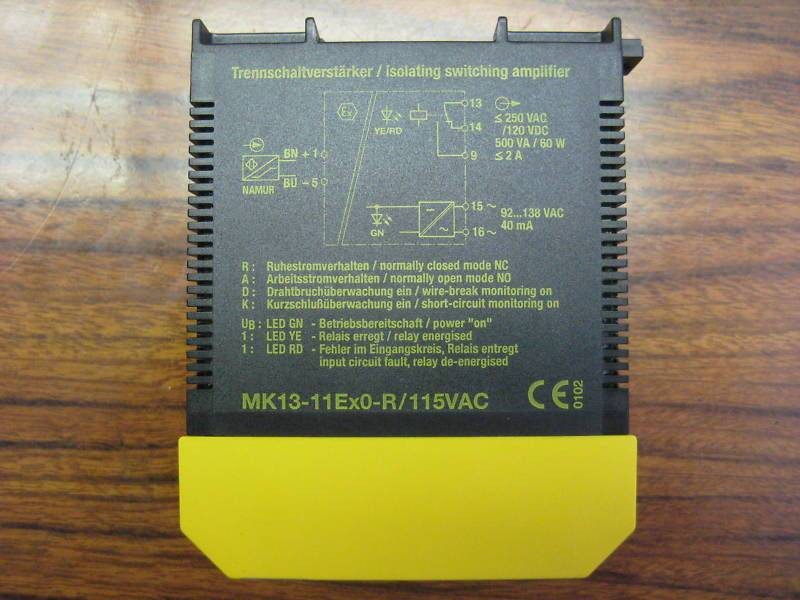 Trennschaltverstärker / isolating switching amplifier
Ex
YE/RD
13
14
9
≤ 250 VAC
/120 VDC
500 VA / 60 W
≤ 2 A
BN + 1
BU - 5
NAMUR
GN
15 ~
16 ~
92...138 VAC
40 mA
R : Ruhestromverhalten / normally closed mode NC
A : Arbeitsstromverhalten / normally open mode NO
D : Drahtbruchüberwachung ein / wire-break monitoring on
K : Kurzschlußüberwachung ein / short-circuit monitoring on
UB : LED GN - Betriebsbereitschaft / power "on"
1 : LED YE - Relais erregt / relay energised
1 : LED RD - Fehler im Eingangskreis, Relais entregt
input circuit fault, relay de-energised
MK13-11Ex0-R/115VAC
CE 0102